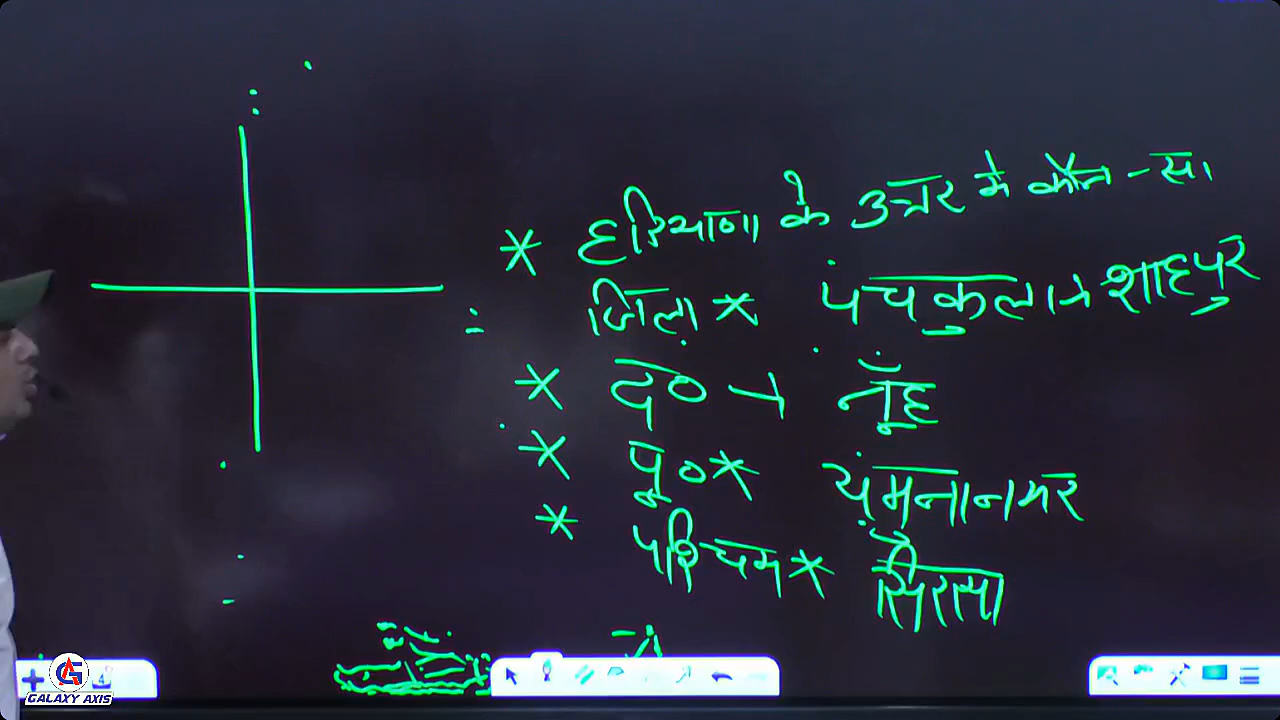 * हरियाणा के उत्तर में कौन-सा
जिला * पंचकुला → शाहपुर
* द० → नूँह
* पू० * यमुनानगर
* पश्चिम * सिरसा
GALAXY AXIS